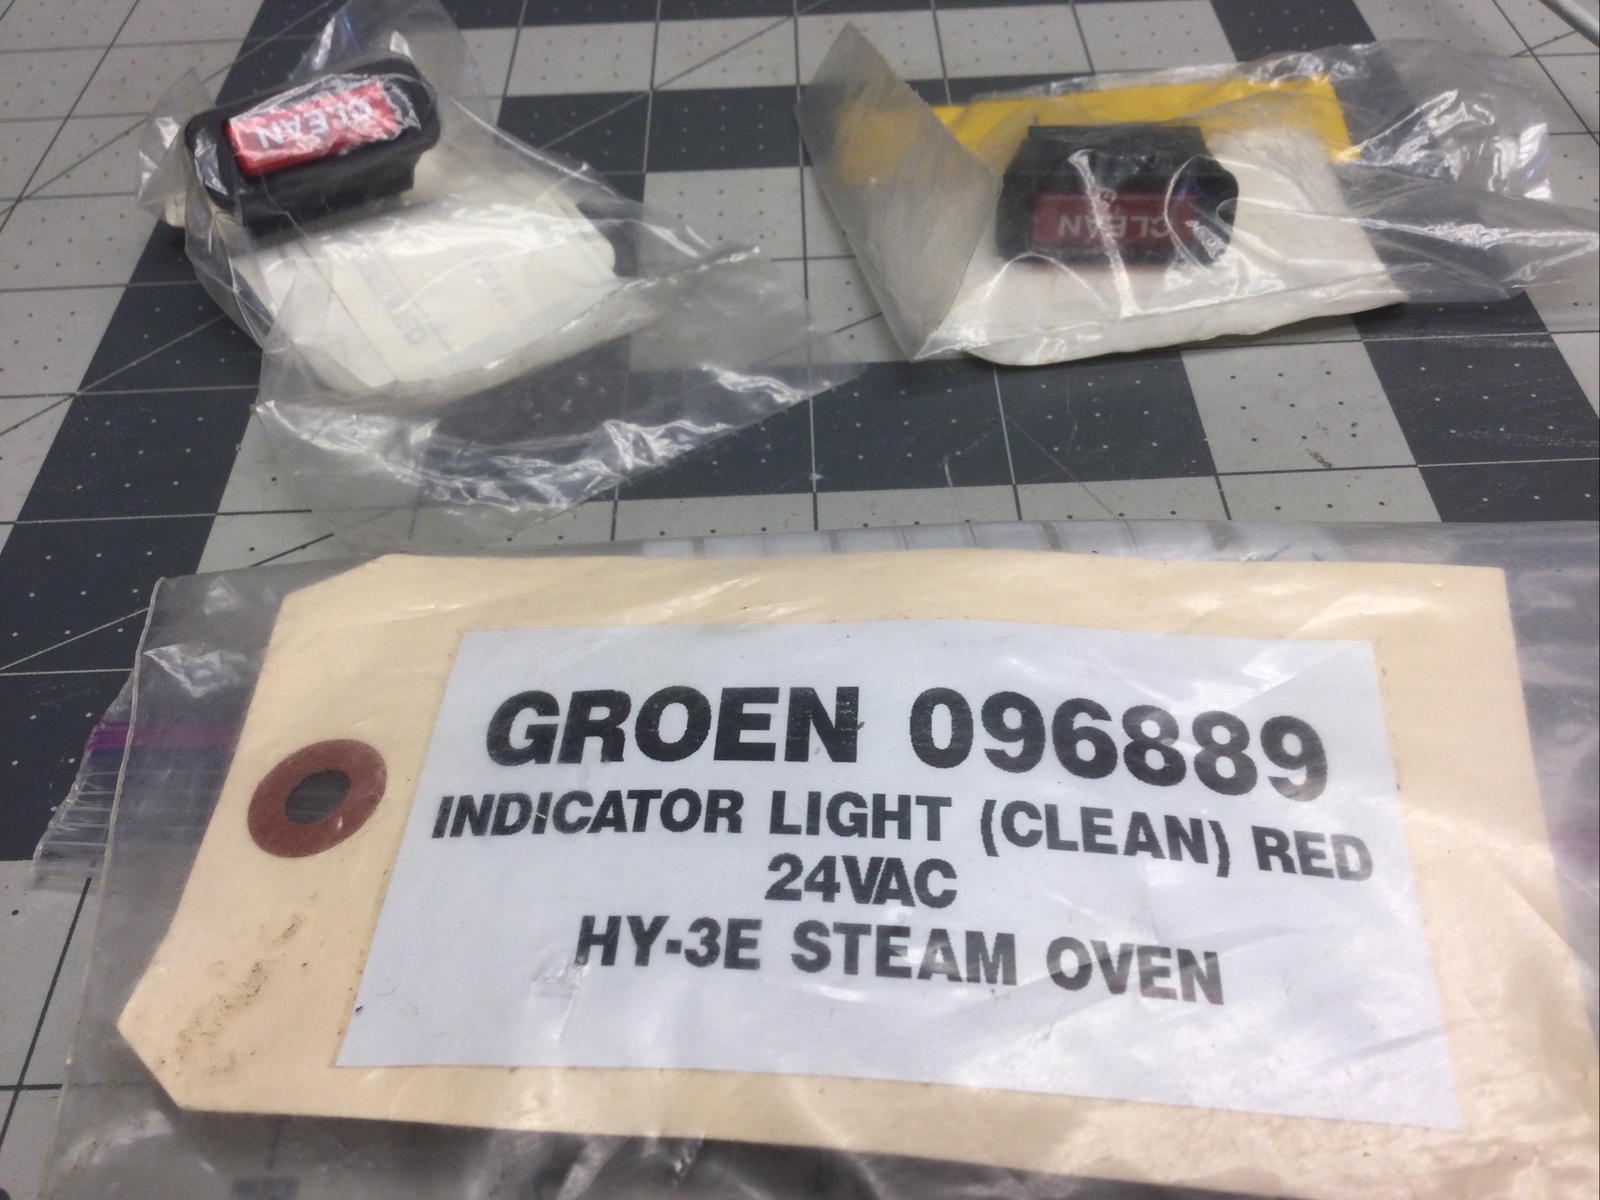 CLEAN
CLEAN
GROEN 096889
INDICATOR LIGHT (CLEAN) RED
24VAC
HY-3E STEAM OVEN